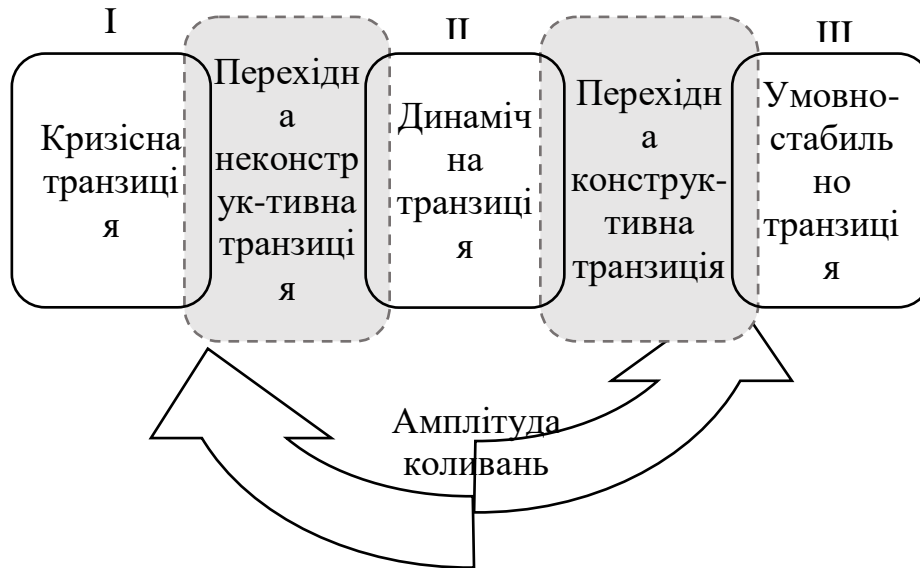 I
II
III
Кризісна
транзиці
я
Перехідн
а
неконстр
ук-тивна
транзиці
я
Динаміч
на
транзиці
я
Перехідн
а
конструк-
тивна
транзиція
Умовно-
стабиль
но
транзиці
я
Амплітуда
коливань